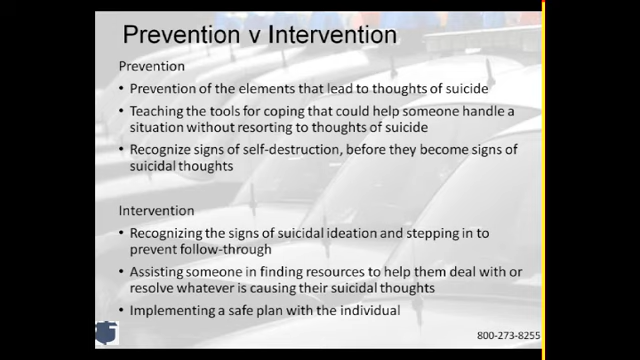 Prevention v Intervention
Prevention
• Prevention of the elements that lead to thoughts of suicide
• Teaching the tools for coping that could help someone handle a
situation without resorting to thoughts of suicide
• Recognize signs of self-destruction, before they become signs of
suicidal thoughts
Intervention
• Recognizing the signs of suicidal ideation and stepping in to
prevent follow-through
• Assisting someone in finding resources to help them deal with or
resolve whatever is causing their suicidal thoughts
• Implementing a safe plan with the individual
800-273-8255